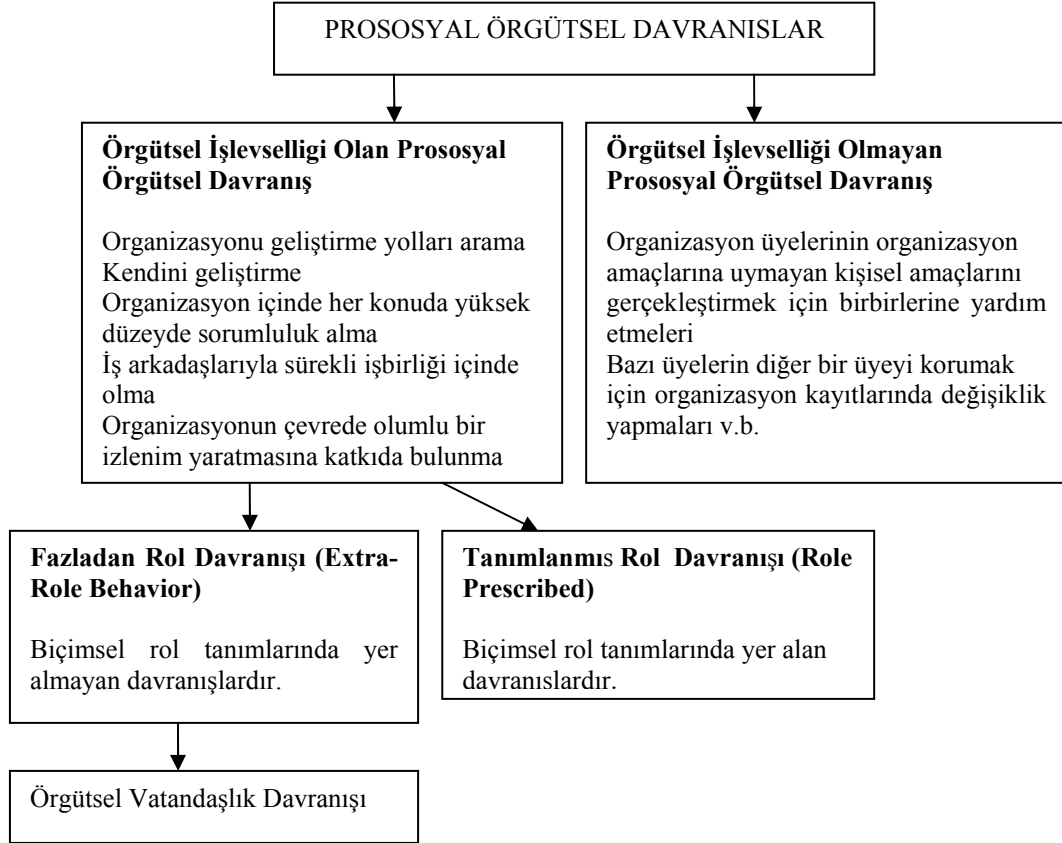 PROSOSYAL ÖRGÜTSEL DAVRANISLAR
Örgütsel İşlevselligi Olan Prososyal
Örgütsel Davranış
Organizasyonu geliştirme yolları arama
Kendini geliştirme
Organizasyon içinde her konuda yüksek
düzeyde sorumluluk alma
İş arkadaşlarıyla sürekli işbirliği içinde
olma
Organizasyonun çevrede olumlu bir
izlenim yaratmasına katkıda bulunma
Örgütsel İşlevselliği Olmayan
Prososyal Örgütsel Davranış
Organizasyon üyelerinin organizasyon
amaçlarına uymayan kişisel amaçlarını
gerçekleştirmek için birbirlerine yardım
etmeleri
Bazı üyelerin diğer bir üyeyi korumak
için organizasyon kayıtlarında değişiklik
yapmaları v.b.
Fazladan Rol Davranışı (Extra-
Role Behavior)
Biçimsel rol tanımlarında yer
almayan davranışlardır.
Tanımlanmıs Rol Davranışı (Role
Prescribed)
Biçimsel rol tanımlarında yer alan
davranıslardır.
Örgütsel Vatandaşlık Davranışı